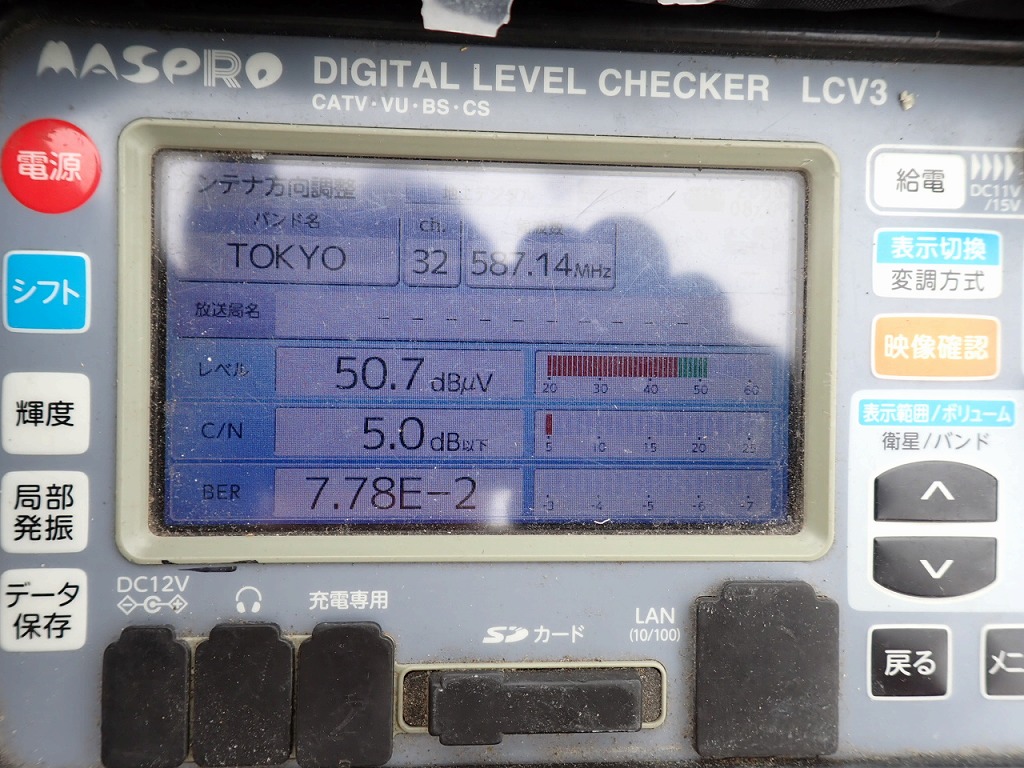 MASPRO DIGITAL LEVEL CHECKER LCV3
CATV・VU・BS・CS
電源
シフト
輝度
局部
発振
データ
保存
ンテナ方向調整
バンド名
TOKYO
ch.
32
587.14MHz
放送局名
- - - - - - - - - -
レベル
50.7 dBμV
20 30 40 50 60
C/N
5.0 dB以下
5 10 15 20 25
BER
7.78E-2
-3 -4 -5 -6 -7
給電
DC11V
/15V
表示切換
変調方式
映像確認
表示範囲/ボリューム
衛星/バンド
戻る
メニ
DC12V
充電専用
SD カード
LAN
(10/100)